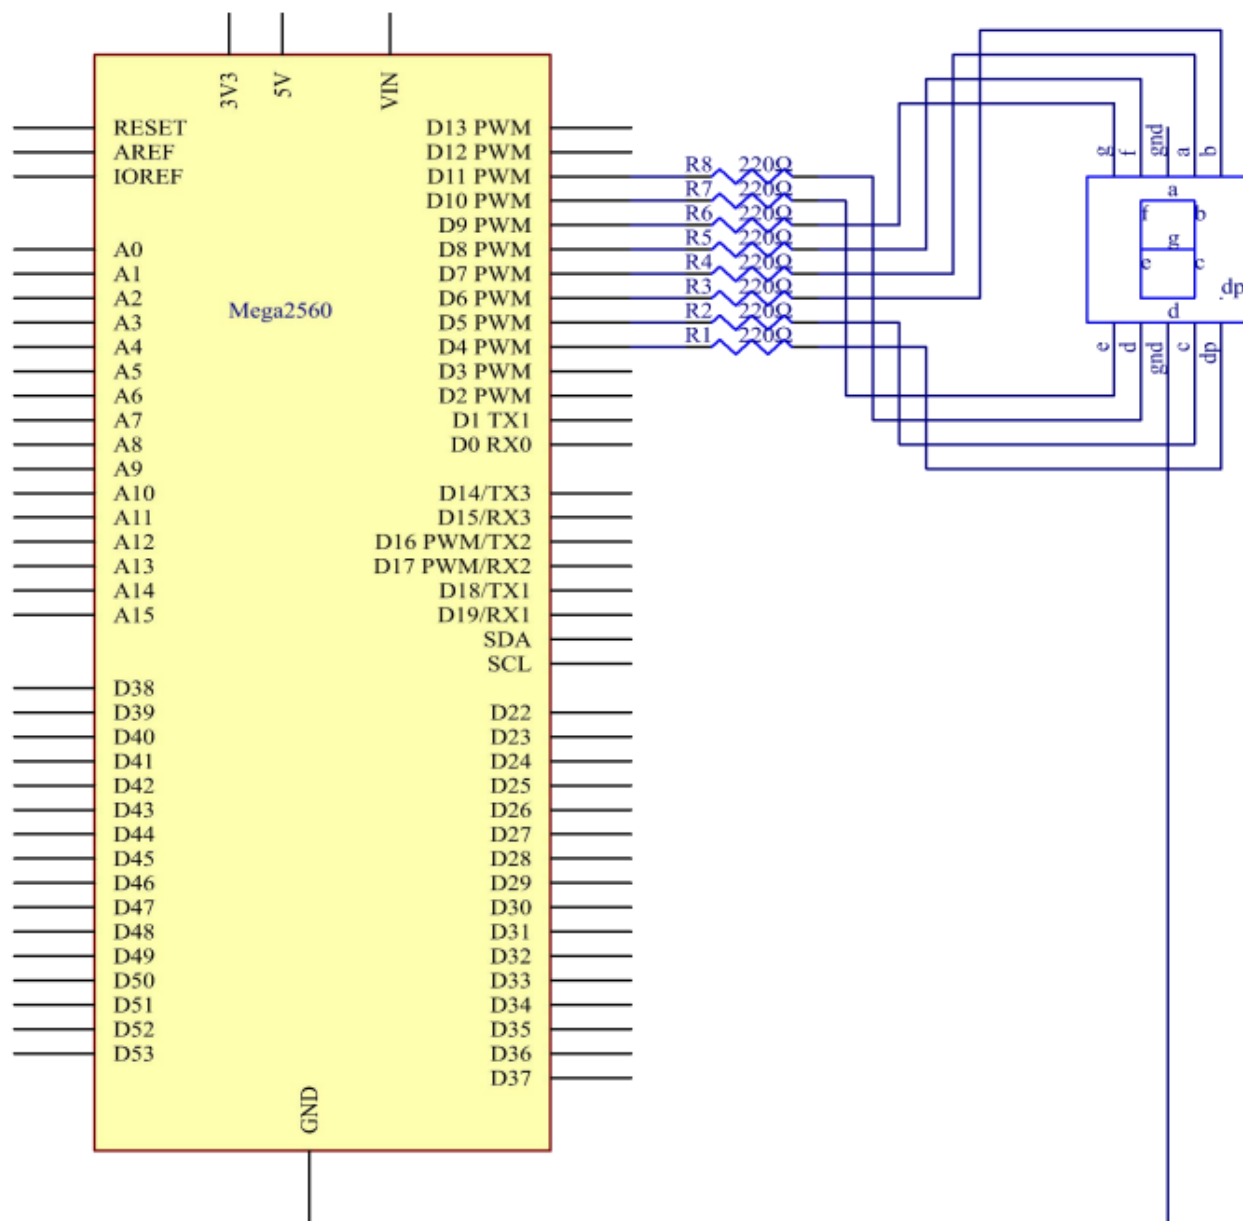 3V3
5V
VIN
RESET
AREF
IOREF
A0
A1
A2
A3
A4
A5
A6
A7
A8
A9
A10
A11
A12
A13
A14
A15
D38
D39
D40
D41
D42
D43
D44
D45
D46
D47
D48
D49
D50
D51
D52
D53
Mega2560
GND
D13 PWM
D12 PWM
D11 PWM
D10 PWM
D9 PWM
D8 PWM
D7 PWM
D6 PWM
D5 PWM
D4 PWM
D3 PWM
D2 PWM
D1 TX1
D0 RX0
D14/TX3
D15/RX3
D16 PWM/TX2
D17 PWM/RX2
D18/TX1
D19/RX1
SDA
SCL
D22
D23
D24
D25
D26
D27
D28
D29
D30
D31
D32
D33
D34
D35
D36
D37
R8 220Ω
R7 220Ω
R6 220Ω
R5 220Ω
R4 220Ω
R3 220Ω
R2 220Ω
R1 220Ω
g f gnd a b
a
f b
g
e c
dp
d
e d gnd c dp